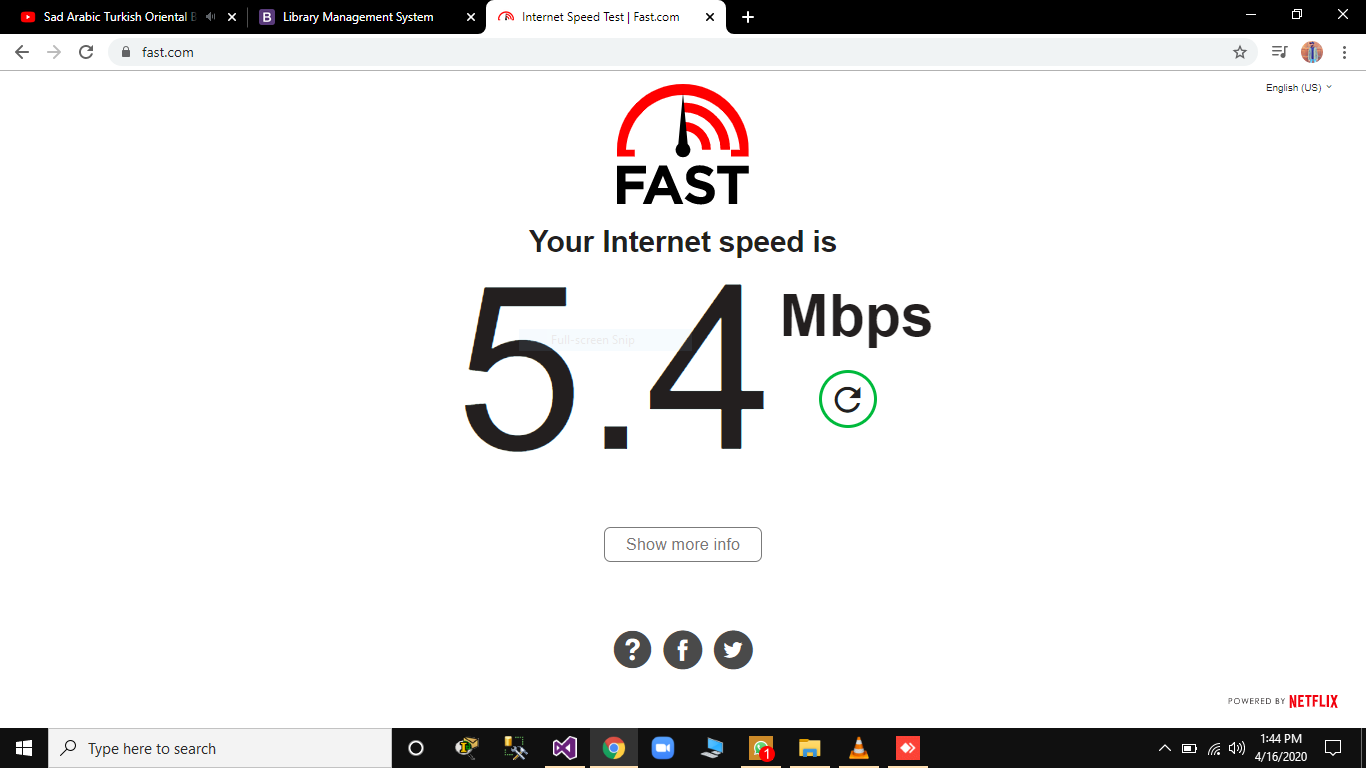 Sad Arabic Turkish Oriental B
Library Management System
Internet Speed Test | Fast.com
fast.com
English (US)
FAST
Your Internet speed is
5.4 Mbps
Full-screen Snip
Show more info
POWERED BY NETFLIX
Type here to search
1
1:44 PM
4/16/2020